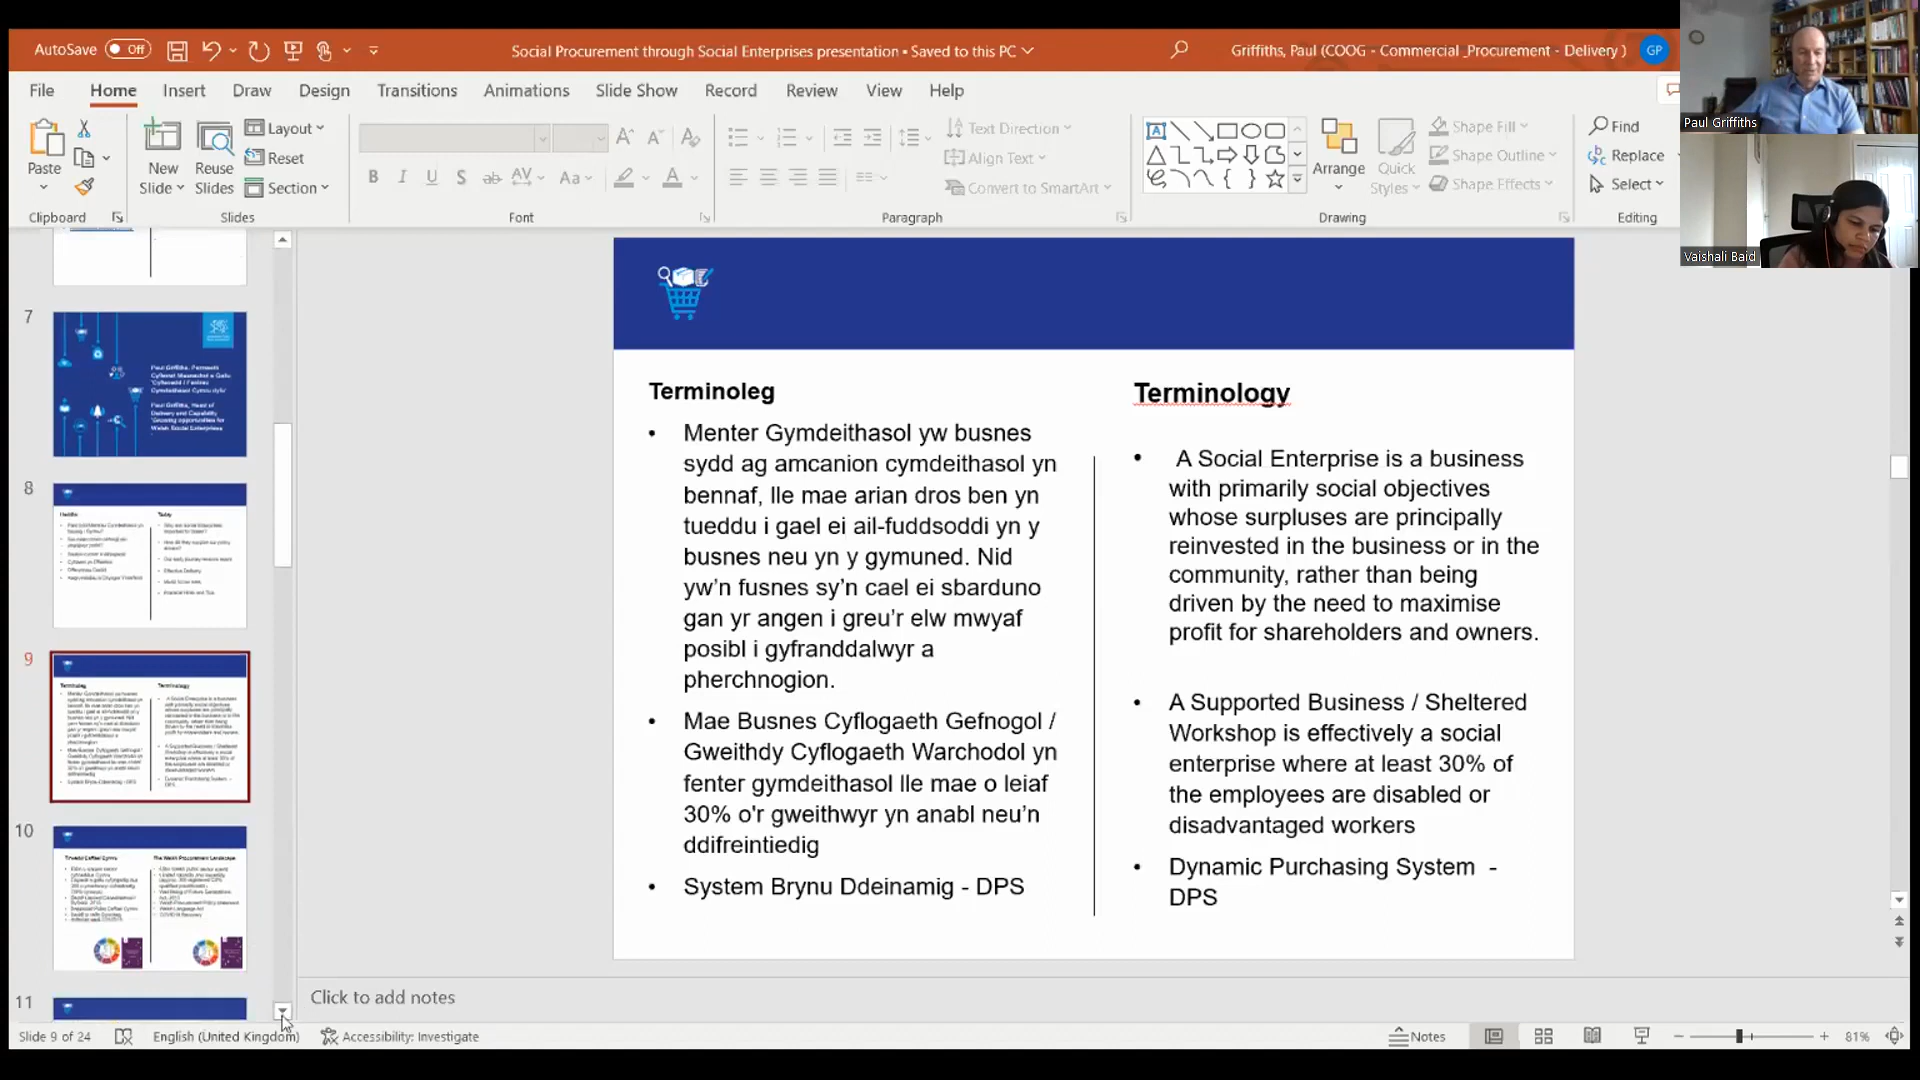 AutoSave Off
Social Procurement through Social Enterprises presentation • Saved to this PC
Griffiths, Paul (COOG - Commercial_Procurement - Delivery ) GP
File Home Insert Draw Design Transitions Animations Slide Show Record Review View Help
Paste
New Slide
Reuse Slides
Layout
Reset
Section
Text Direction
Align Text
Convert to SmartArt
Arrange
Quick Styles
Shape Fill
Shape Outline
Shape Effects
Find
Replace
Select
Clipboard Slides Font Paragraph Drawing Editing
Paul Griffiths
Vaishali Baid
7
8
9
10
The Welsh Procurement Landscape
11
Terminoleg
• Menter Gymdeithasol yw busnes
sydd ag amcanion cymdeithasol yn
bennaf, lle mae arian dros ben yn
tueddu i gael ei ail-fuddsoddi yn y
busnes neu yn y gymuned. Nid
yw’n fusnes sy’n cael ei sbarduno
gan yr angen i greu’r elw mwyaf
posibl i gyfranddalwyr a
pherchnogion.
• Mae Busnes Cyflogaeth Gefnogol /
Gweithdy Cyflogaeth Warchodol yn
fenter gymdeithasol lle mae o leiaf
30% o'r gweithwyr yn anabl neu’n
ddifreintiedig
• System Brynu Ddeinamig - DPS
Terminology
• A Social Enterprise is a business
with primarily social objectives
whose surpluses are principally
reinvested in the business or in the
community, rather than being
driven by the need to maximise
profit for shareholders and owners.
• A Supported Business / Sheltered
Workshop is effectively a social
enterprise where at least 30% of
the employees are disabled or
disadvantaged workers
• Dynamic Purchasing System -
DPS
Click to add notes
Slide 9 of 24 English (United Kingdom) Accessibility: Investigate Notes 81%